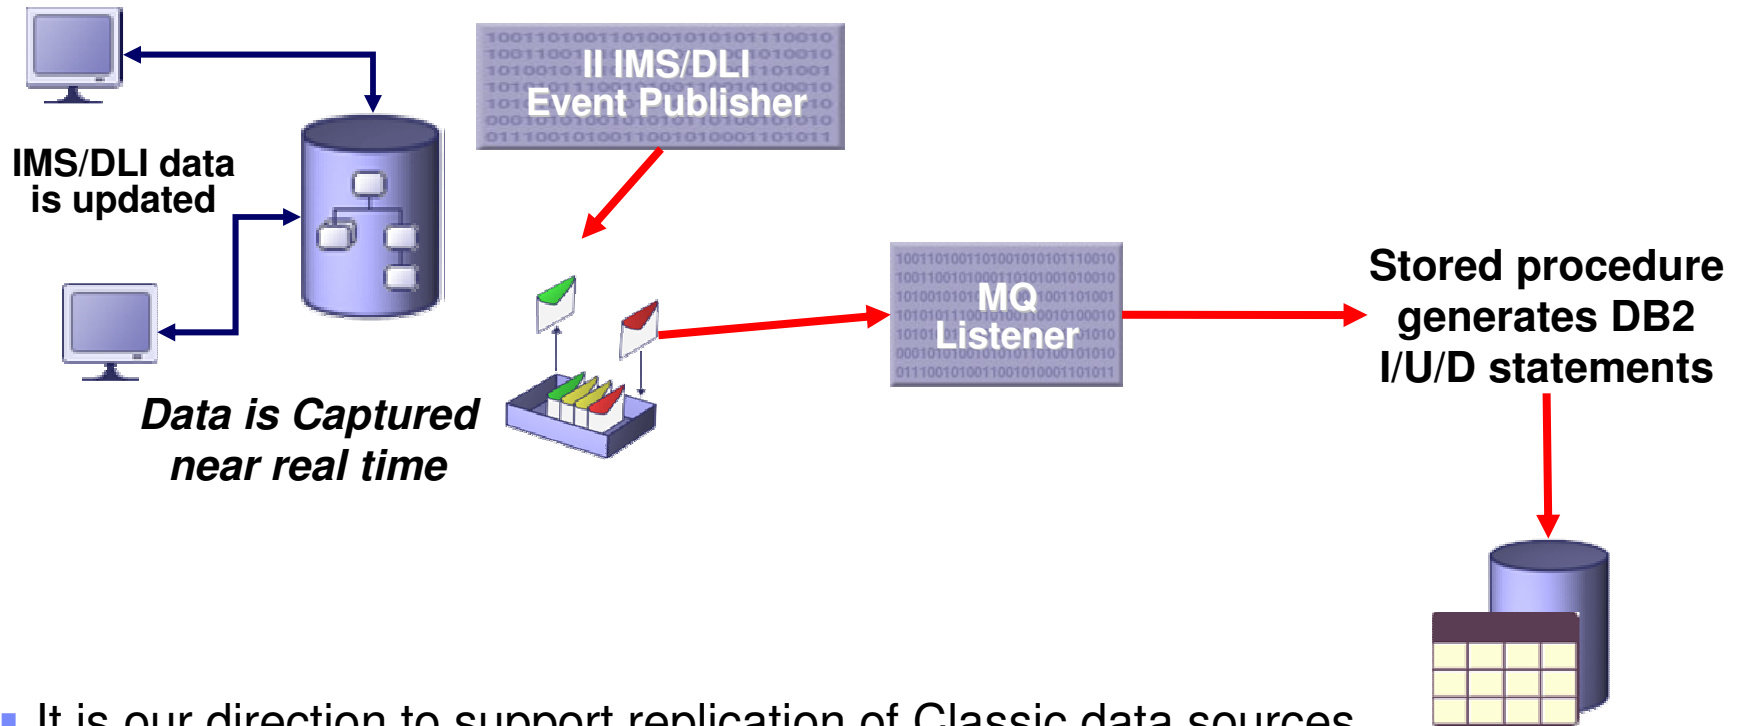 II IMS/DLI
Event Publisher
IMS/DLI data
is updated
Data is Captured
near real time
MQ
Listener
Stored procedure
generates DB2
I/U/D statements
It is our direction to support replication of Classic data sources